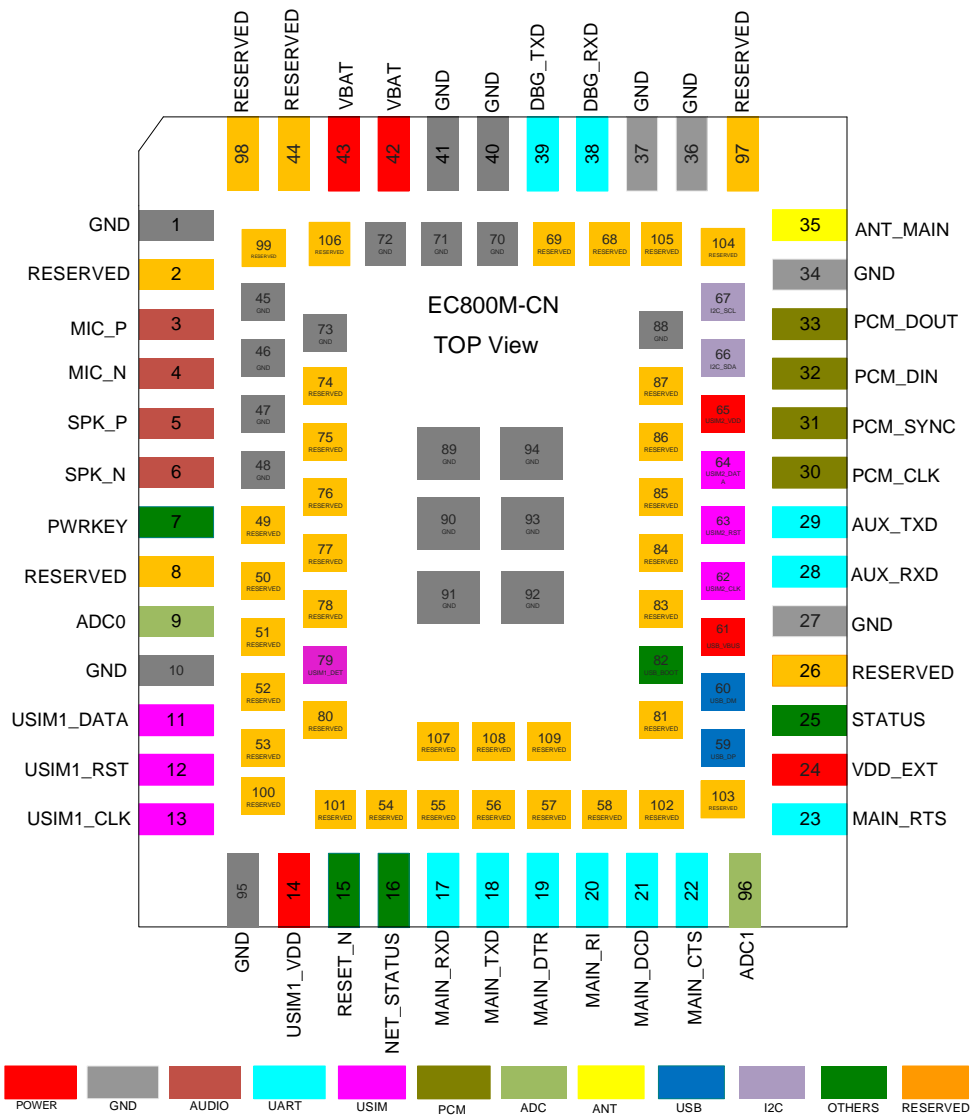 RESERVED
RESERVED
VBAT
VBAT
GND
GND
DBG_TXD
DBG_RXD
GND
GND
RESERVED
98
44
43
42
41
40
39
38
37
36
97
GND 1
RESERVED 2
MIC_P 3
MIC_N 4
SPK_P 5
SPK_N 6
PWRKEY 7
RESERVED 8
ADC0 9
GND 10
USIM1_DATA 11
USIM1_RST 12
USIM1_CLK 13
99
RESERVED
106
RESERVED
72
GND
71
GND
70
GND
69
RESERVED
68
RESERVED
105
RESERVED
104
RESERVED
45
GND
46
GND
47
GND
48
GND
49
RESERVED
50
RESERVED
51
RESERVED
52
RESERVED
53
RESERVED
100
RESERVED
73
GND
74
RESERVED
75
RESERVED
76
RESERVED
77
RESERVED
78
RESERVED
79
USIM1_DET
80
RESERVED
EC800M-CN
TOP View
89
GND
94
GND
90
GND
93
GND
91
GND
92
GND
107
RESERVED
108
RESERVED
109
RESERVED
88
GND
87
RESERVED
86
RESERVED
85
RESERVED
84
RESERVED
83
RESERVED
82
USB_BOOT
81
RESERVED
67
I2C_SCL
66
I2C_SDA
65
USIM2_VDD
64
USIM2_DAT
A
63
USIM2_RST
62
USIM2_CLK
61
USB_VBUS
60
USB_DM
59
USB_DP
103
RESERVED
101
RESERVED
54
RESERVED
55
RESERVED
56
RESERVED
57
RESERVED
58
RESERVED
102
RESERVED
35 ANT_MAIN
34 GND
33 PCM_DOUT
32 PCM_DIN
31 PCM_SYNC
30 PCM_CLK
29 AUX_TXD
28 AUX_RXD
27 GND
26 RESERVED
25 STATUS
24 VDD_EXT
23 MAIN_RTS
95
14
15
16
17
18
19
20
21
22
96
GND
USIM1_VDD
RESET_N
NET_STATUS
MAIN_RXD
MAIN_TXD
MAIN_DTR
MAIN_RI
MAIN_DCD
MAIN_CTS
ADC1
POWER
GND
AUDIO
UART
USIM
PCM
ADC
ANT
USB
I2C
OTHERS
RESERVED